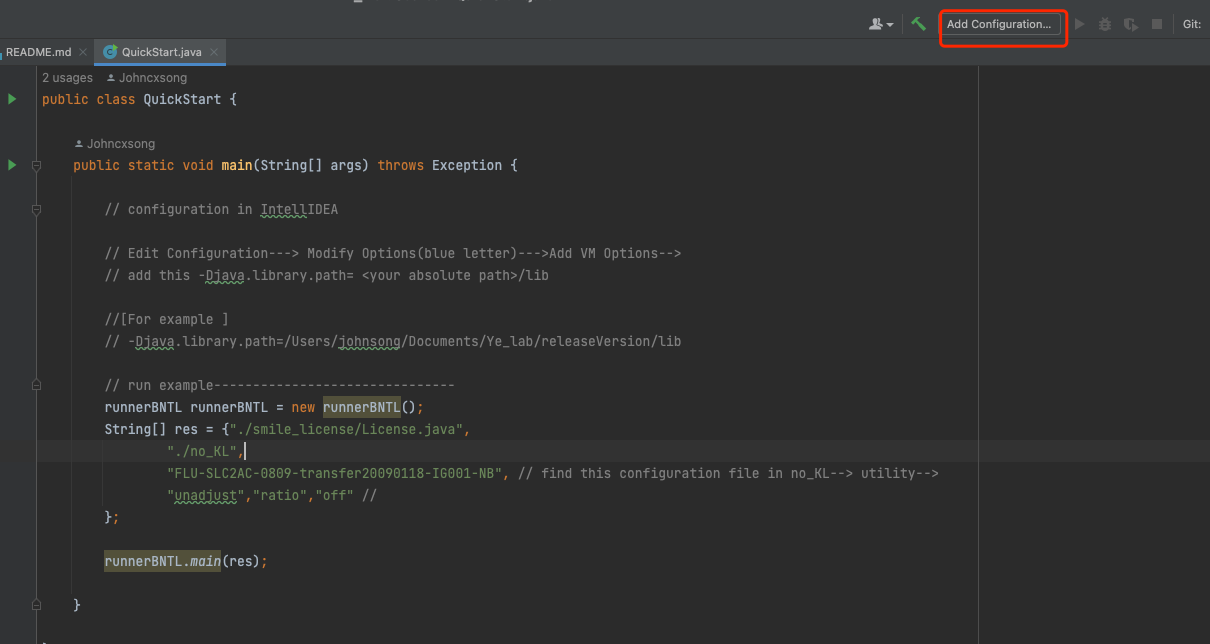 Add Configuration...
Git:
README.md
QuickStart.java
2 usages Johncxsong
public class QuickStart {
Johncxsong
public static void main(String[] args) throws Exception {
// configuration in IntellIDEA
// Edit Configuration---> Modify Options(blue letter)--->Add VM Options-->
// add this -Djava.library.path= <your absolute path>/lib
//[For example ]
// -Djava.library.path=/Users/johnsong/Documents/Ye_lab/releaseVersion/lib
// run example-------------------------------
runnerBNTL runnerBNTL = new runnerBNTL();
String[] res = {"./smile_license/License.java",
"./no_KL",
"FLU-SLC2AC-0809-transfer20090118-IG001-NB", // find this configuration file in no_KL--> utility-->
"unadjust","ratio","off" //
};
runnerBNTL.main(res);
}